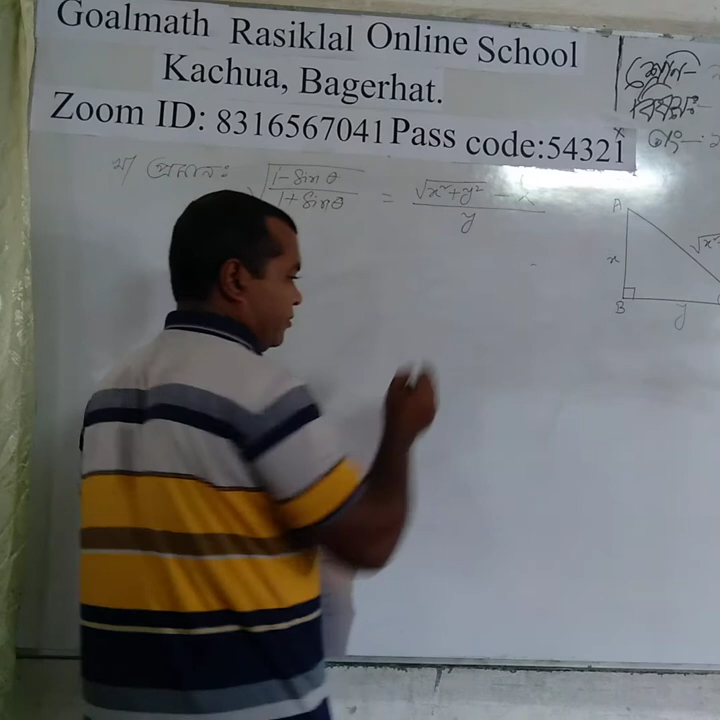 Goalmath Rasiklal Online School
Kachua, Bagerhat.
Zoom ID: 8316567041 Pass code:54321
শ্রেণি-
বিষয়ঃ-
খ) প্রমাণঃ √(1-Sinθ / 1+Sinθ) = (√(x²+y²) - x) / y
A
x
B
y